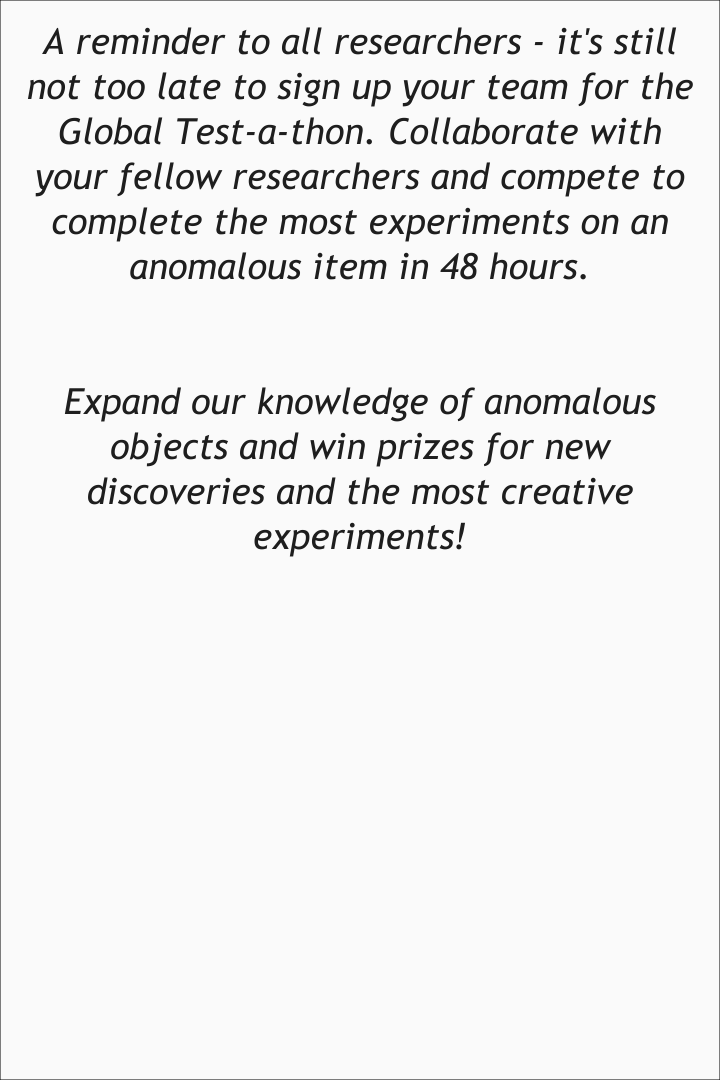 A reminder to all researchers - it's still
not too late to sign up your team for the
Global Test-a-thon. Collaborate with
your fellow researchers and compete to
complete the most experiments on an
anomalous item in 48 hours.
Expand our knowledge of anomalous
objects and win prizes for new
discoveries and the most creative
experiments!